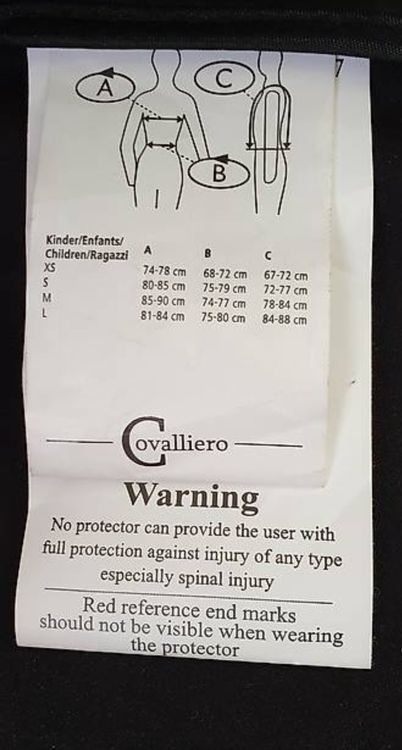 7
A
C
B
Kinder/Enfants/
Children/Ragazzi A B C
XS 74-78 cm 68-72 cm 67-72 cm
S 80-85 cm 75-79 cm 72-77 cm
M 85-90 cm 74-77 cm 78-84 cm
L 81-84 cm 75-80 cm 84-88 cm
Covalliero
Warning
No protector can provide the user with
full protection against injury of any type
especially spinal injury
Red reference end marks
should not be visible when wearing
the protector